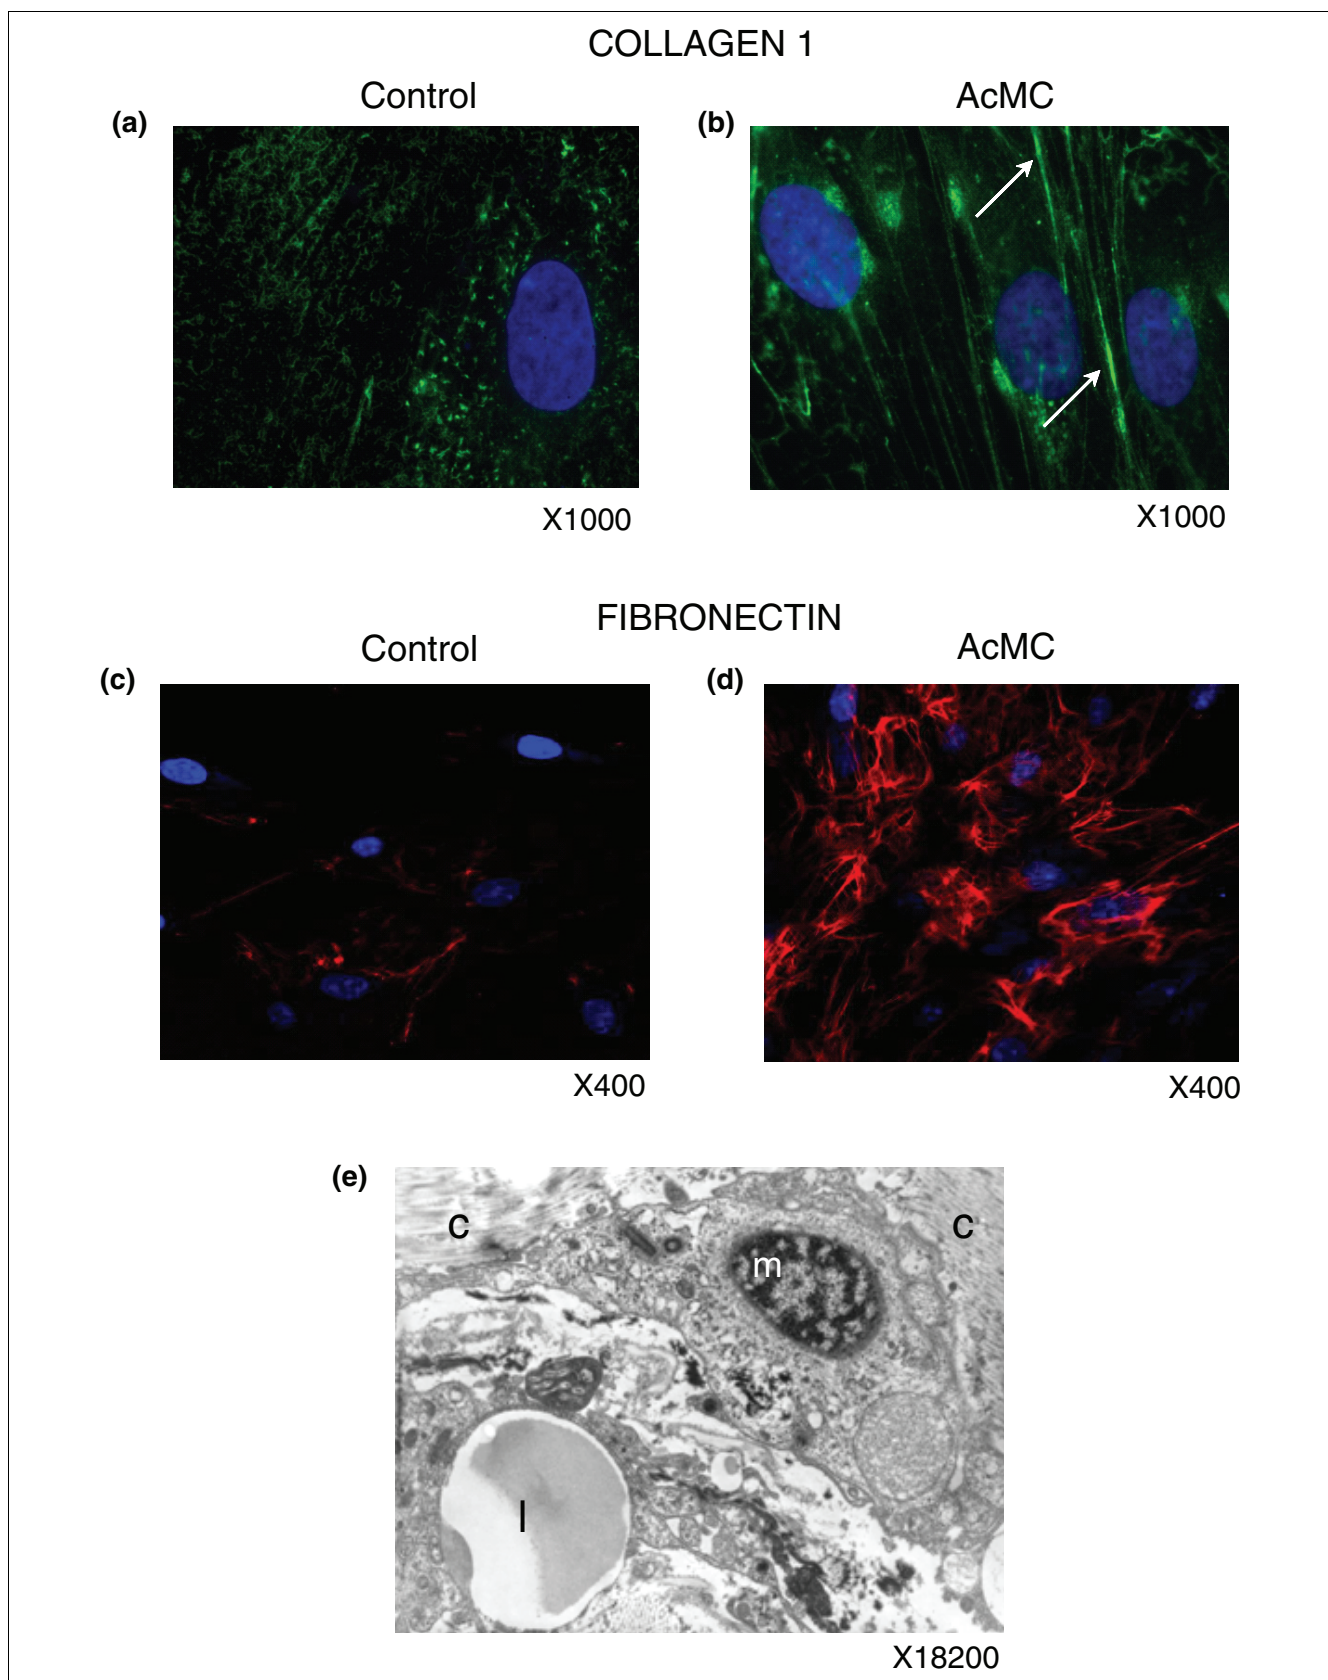 COLLAGEN 1
Control
AcMC
(a)
(b)
X1000
X1000
FIBRONECTIN
Control
AcMC
(c)
(d)
X400
X400
(e)
c
c
m
l
X18200